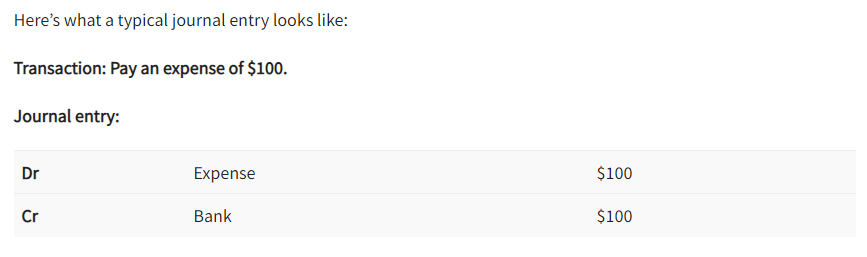 Here’s what a typical journal entry looks like:
Transaction: Pay an expense of $100.
Journal entry:
Dr Expense $100
Cr Bank $100